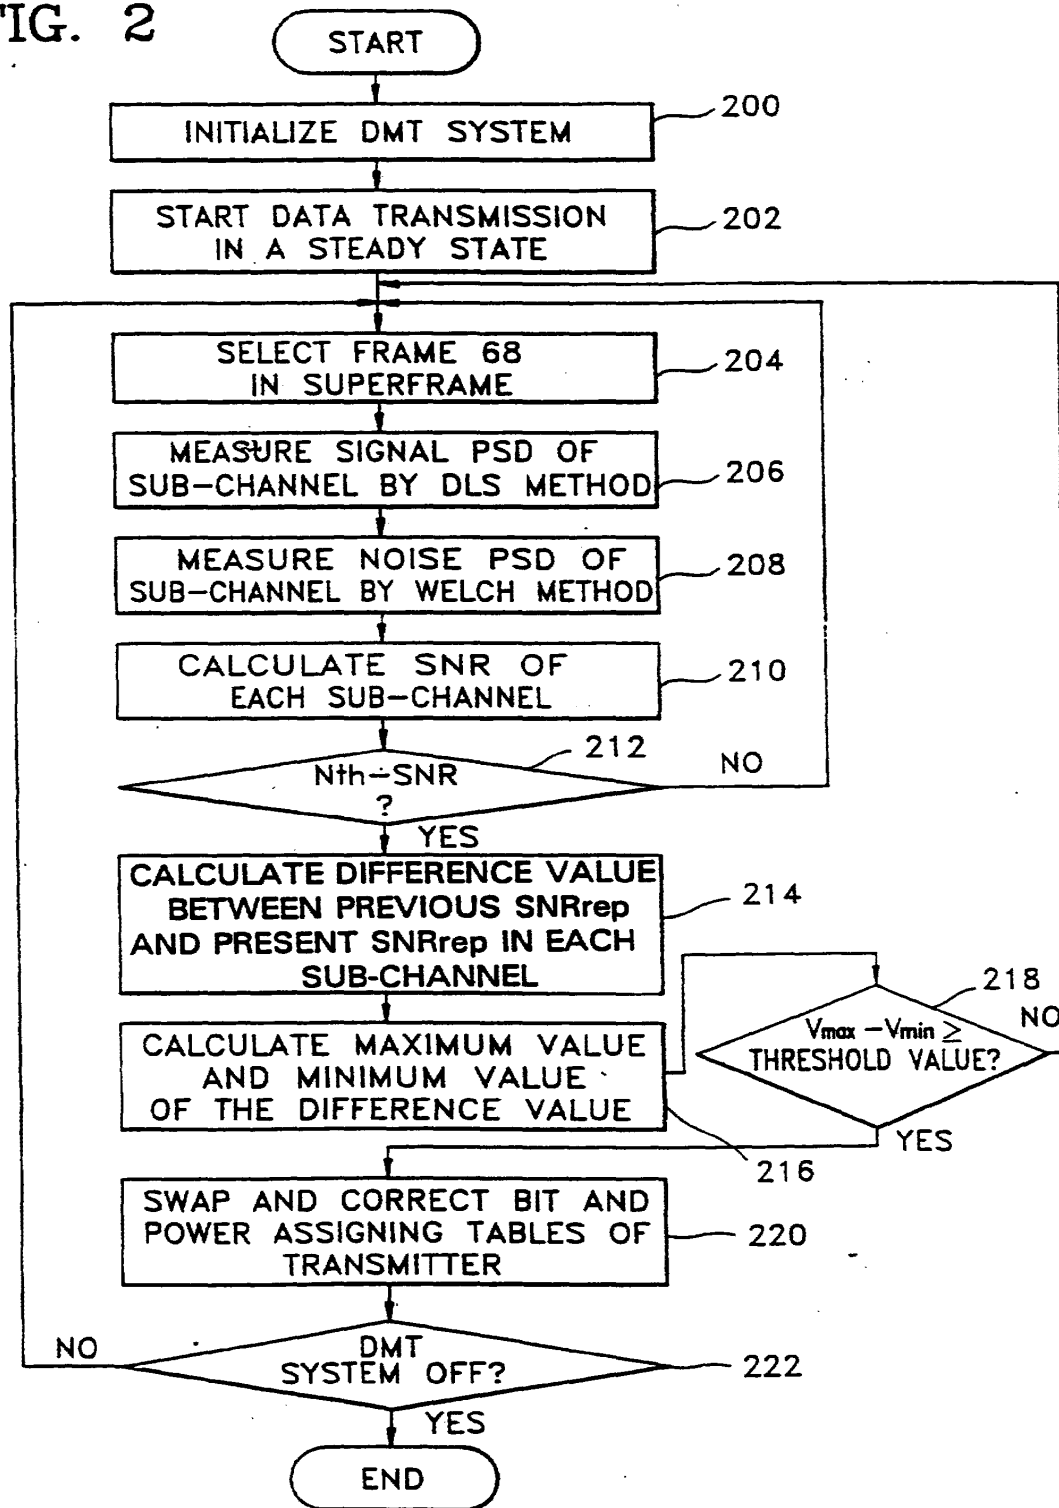 FIG. 2
START
INITIALIZE DMT SYSTEM
200
START DATA TRANSMISSION
IN A STEADY STATE
202
SELECT FRAME 68
IN SUPERFRAME
204
MEASURE SIGNAL PSD OF
SUB-CHANNEL BY DLS METHOD
206
MEASURE NOISE PSD OF
SUB-CHANNEL BY WELCH METHOD
208
CALCULATE SNR OF
EACH SUB-CHANNEL
210
Nth-SNR
?
212
NO
YES
CALCULATE DIFFERENCE VALUE
BETWEEN PREVIOUS SNRrep
AND PRESENT SNRrep IN EACH
SUB-CHANNEL
214
CALCULATE MAXIMUM VALUE
AND MINIMUM VALUE
OF THE DIFFERENCE VALUE
216
Vmax -Vmin ≥
THRESHOLD VALUE?
218
NO
YES
SWAP AND CORRECT BIT AND
POWER ASSIGNING TABLES OF
TRANSMITTER
220
DMT
SYSTEM OFF?
222
NO
YES
END